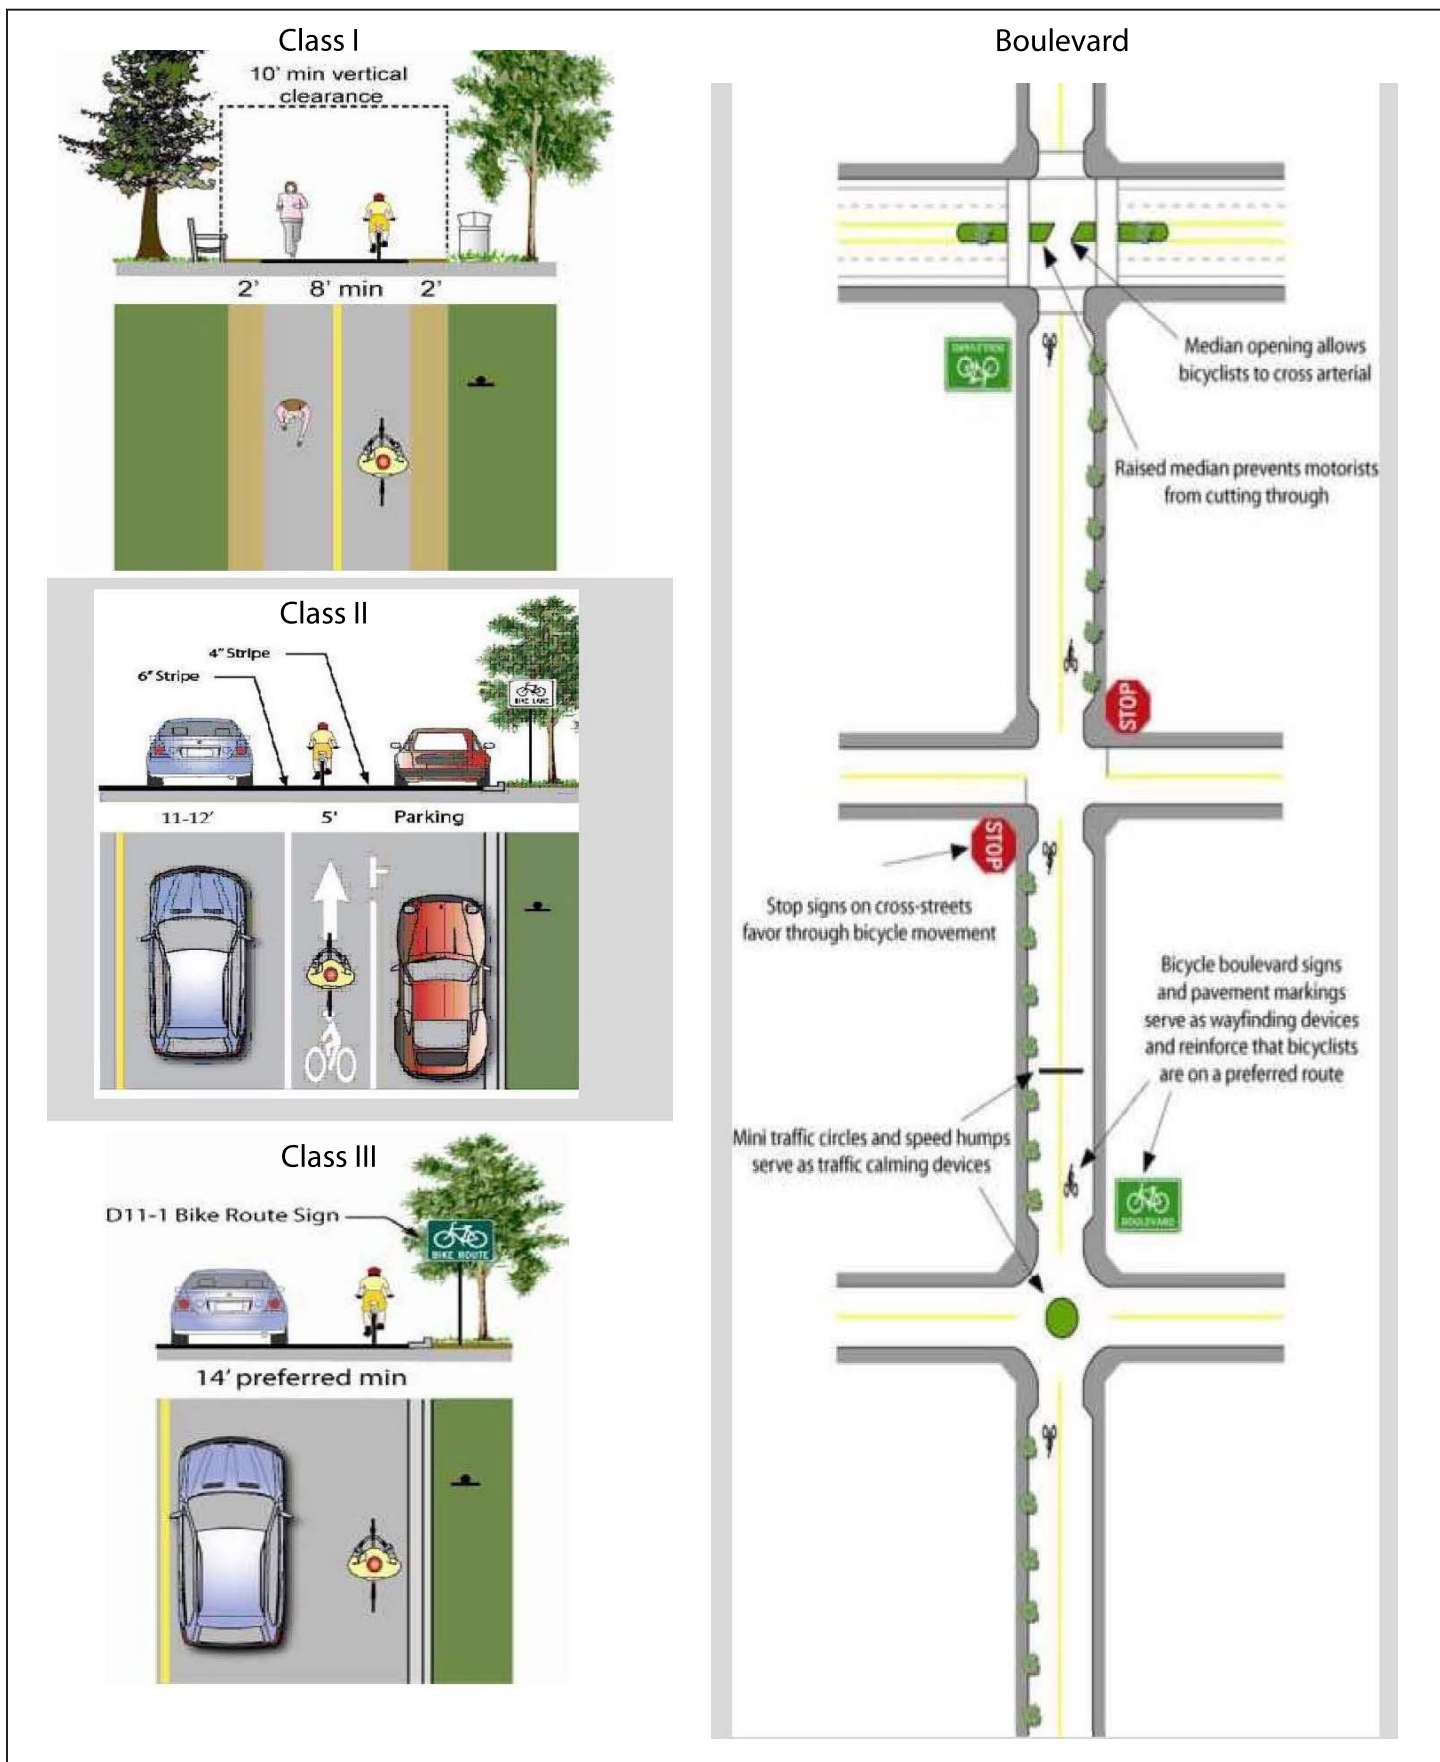 Class I
10' min vertical
clearance
2' 8' min 2'
Class II
4" Stripe
6" Stripe
BIKE LANE
11-12' 5' Parking
Class III
D11-1 Bike Route Sign
BIKE ROUTE
14' preferred min
Boulevard
BOULEVARD
Median opening allows
bicyclists to cross arterial
Raised median prevents motorists
from cutting through
STOP
STOP
Stop signs on cross-streets
favor through bicycle movement
Bicycle boulevard signs
and pavement markings
serve as wayfinding devices
and reinforce that bicyclists
are on a preferred route
Mini traffic circles and speed humps
serve as traffic calming devices
BOULEVARD